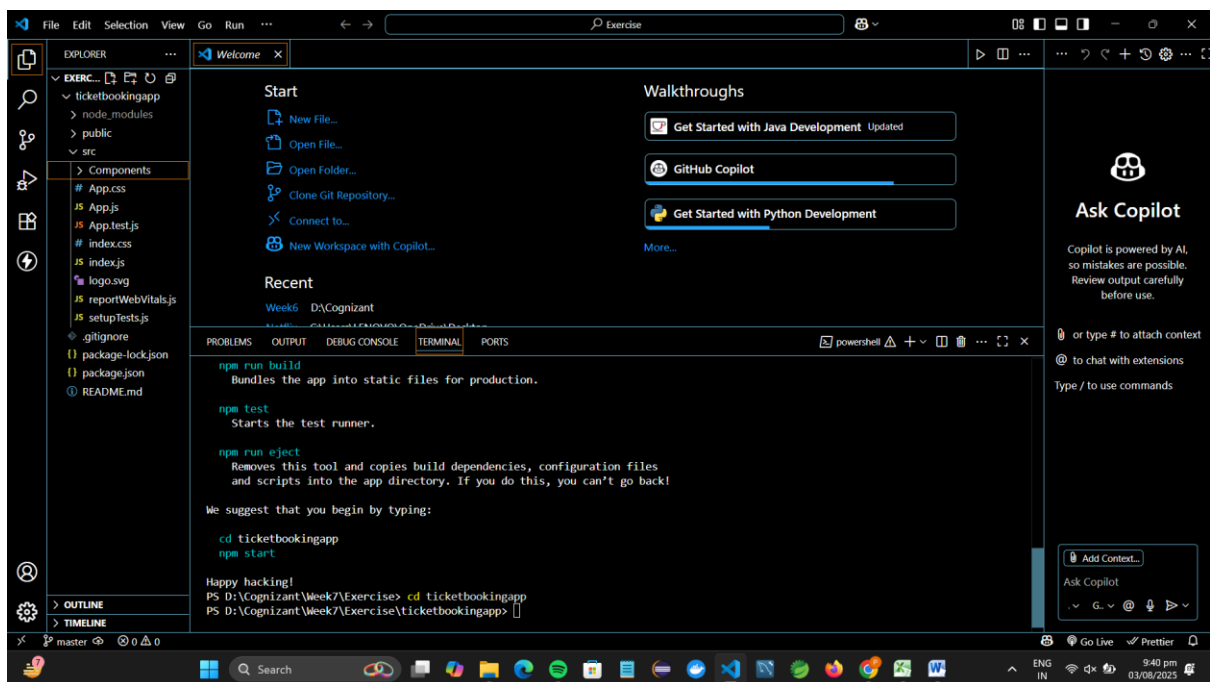 File Edit Selection View Go Run ...
Exercise
EXPLORER
EXERC...
ticketbookingapp
node_modules
public
src
Components
# App.css
JS App.js
JS App.test.js
# index.css
JS index.js
logo.svg
JS reportWebVitals.js
JS setupTests.js
.gitignore
{} package-lock.json
{} package.json
README.md
OUTLINE
TIMELINE
Welcome
Start
New File...
Open File...
Open Folder...
Clone Git Repository...
Connect to...
New Workspace with Copilot...
Recent
Week6 D:\Cognizant
Walkthroughs
Get Started with Java Development Updated
GitHub Copilot
Get Started with Python Development
More...
PROBLEMS OUTPUT DEBUG CONSOLE TERMINAL PORTS
powershell
npm run build
Bundles the app into static files for production.
npm test
Starts the test runner.
npm run eject
Removes this tool and copies build dependencies, configuration files
and scripts into the app directory. If you do this, you can't go back!
We suggest that you begin by typing:
cd ticketbookingapp
npm start
Happy hacking!
PS D:\Cognizant\Week7\Exercise> cd ticketbookingapp
PS D:\Cognizant\Week7\Exercise\ticketbookingapp>
Ask Copilot
Copilot is powered by AI,
so mistakes are possible.
Review output carefully
before use.
or type # to attach context
@ to chat with extensions
Type / to use commands
Add Context...
Ask Copilot
G...
@
master 0 0
Go Live Prettier
7
Search
ENG
IN
9:40 pm
03/08/2025